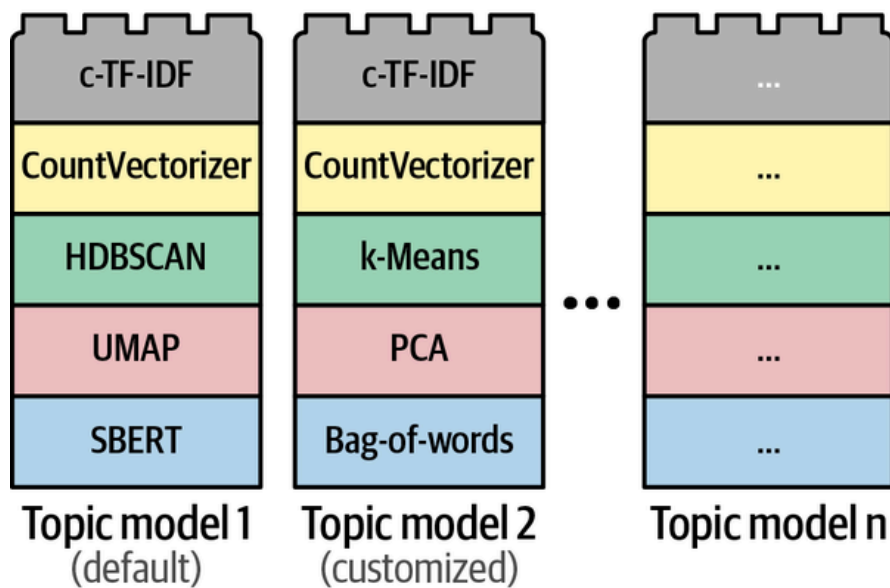 c-TF-IDF
CountVectorizer
HDBSCAN
UMAP
SBERT
Topic model 1
(default)
c-TF-IDF
CountVectorizer
k-Means
PCA
Bag-of-words
Topic model 2
(customized)
...
...
...
...
...
...
Topic model n